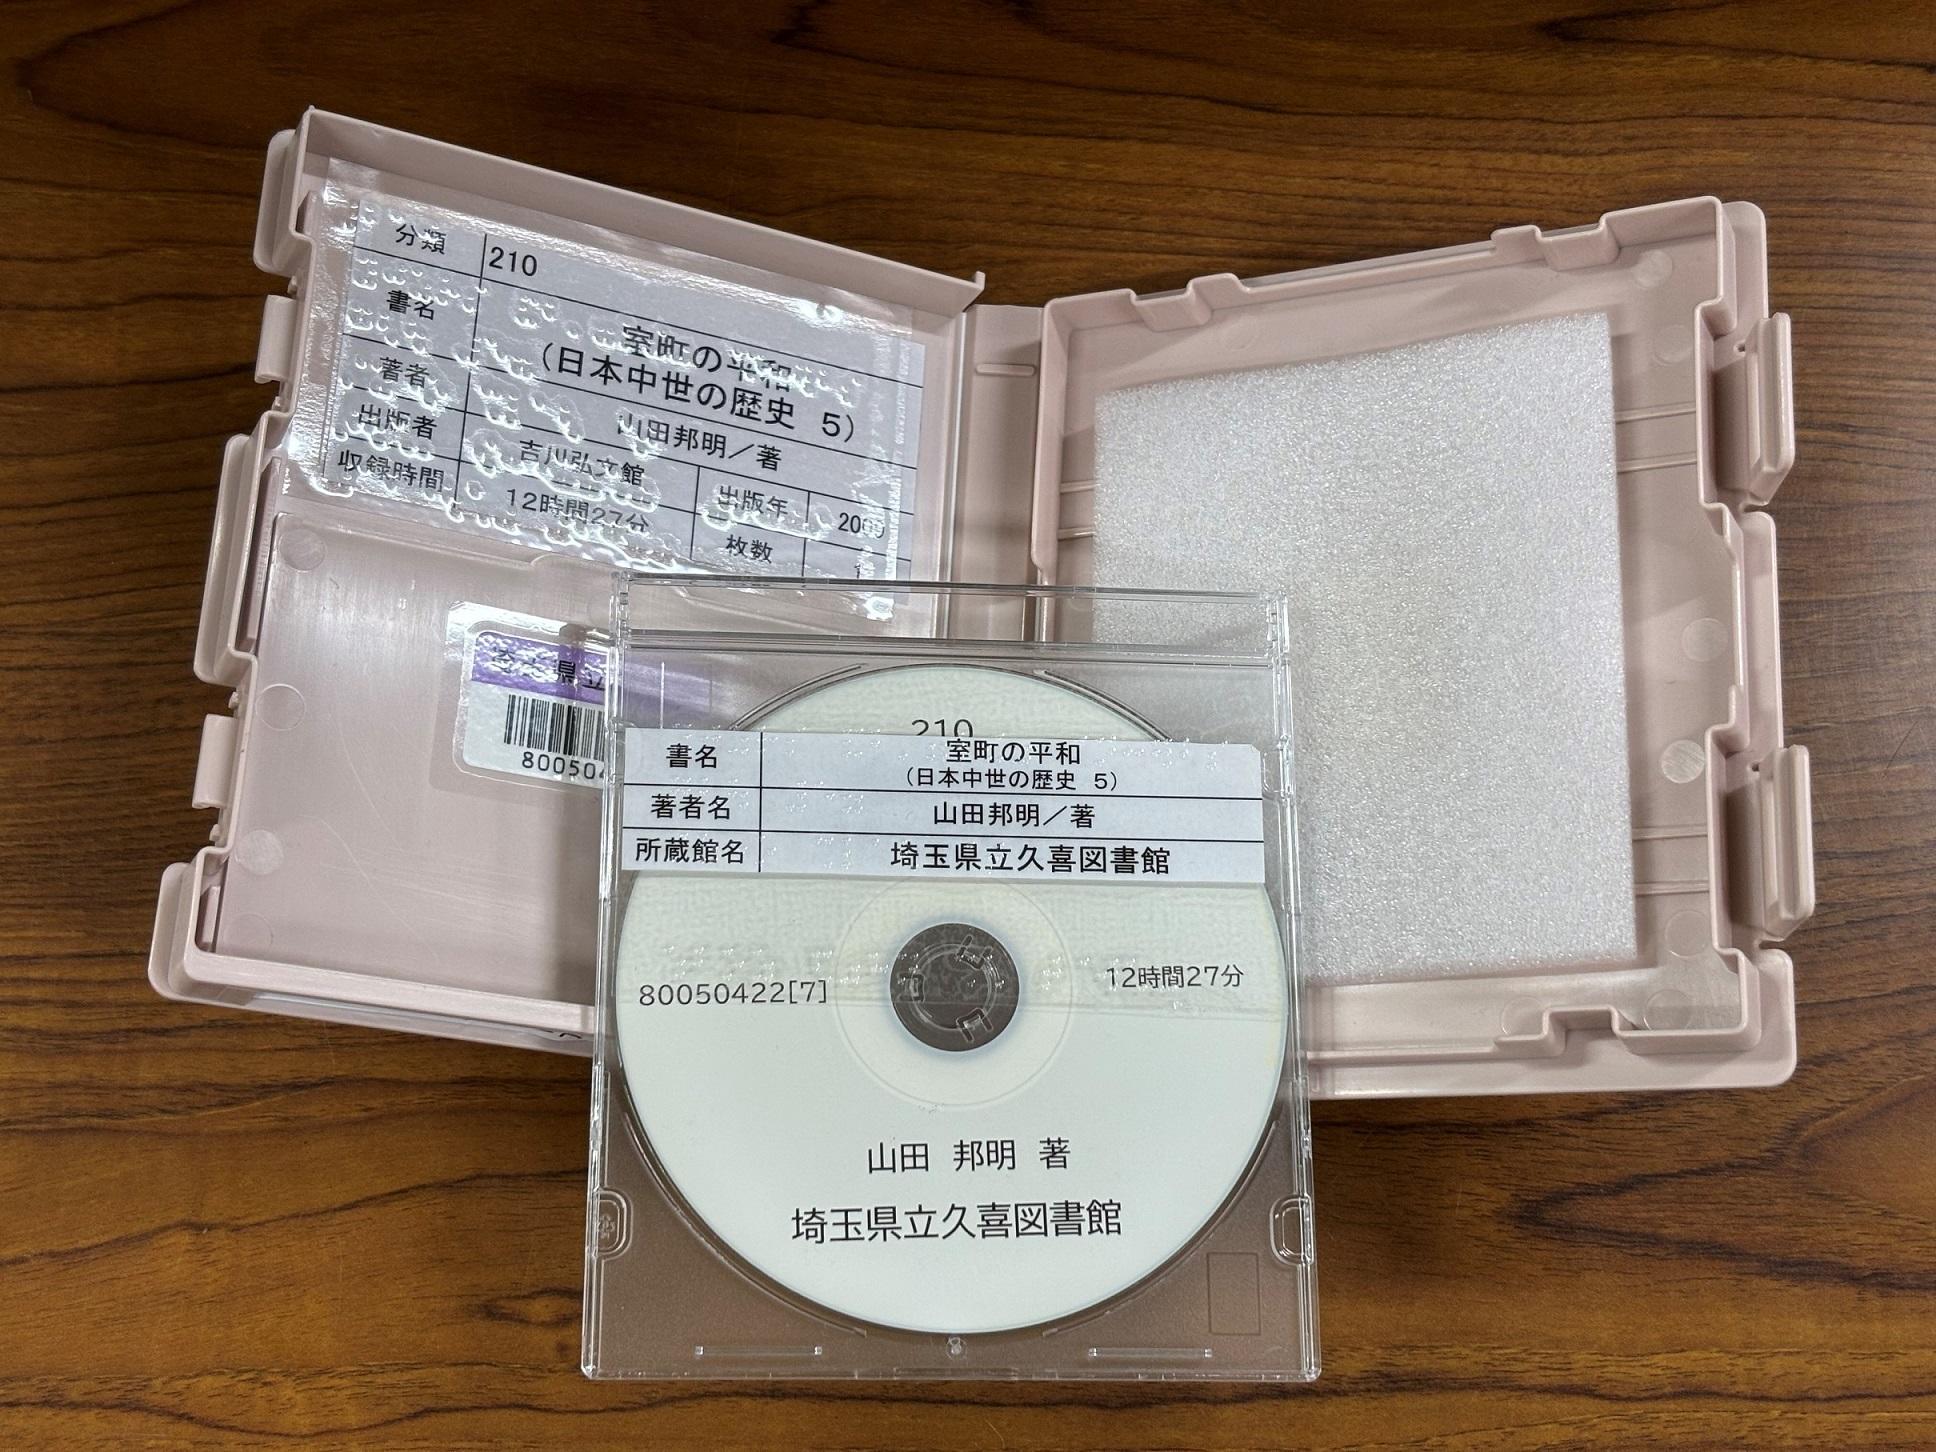 分類 210
書名 室町の平和
(日本中世の歴史 5)
著者 山田邦明／著
出版者 吉川弘文館 出版年 2009
収録時間 12時間27分 枚数 1
県立
80050
210
書名 室町の平和
(日本中世の歴史 5)
著者名 山田邦明／著
所蔵館名 埼玉県立久喜図書館
80050422[7] 12時間27分
山田 邦明 著
埼玉県立久喜図書館